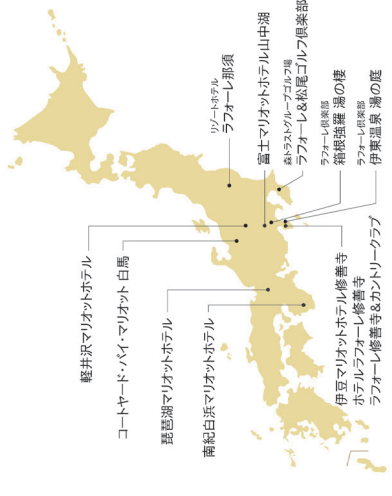 軽井沢マリオットホテル
コートヤード・バイ・マリオット 白馬
琵琶湖マリオットホテル
南紀白浜マリオットホテル
リゾートホテル
ラフォーレ那須
富士マリオットホテル山中湖
森トラストグループゴルフ場
ラフォーレ&松尾ゴルフ倶楽部
ラフォーレ倶楽部
箱根強羅 湯の棲
ラフォーレ倶楽部
伊東温泉 湯の庭
伊豆マリオットホテル修善寺
ホテルラフォーレ修善寺
ラフォーレ修善寺&カントリークラブ